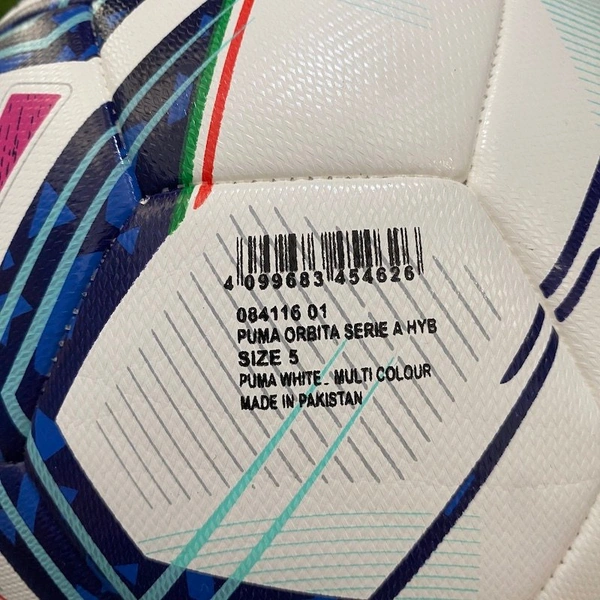 4 099683 454626
084116 01
PUMA ORBITA SERIE A HYB
SIZE 5
PUMA WHITE_ MULTI COLOUR
MADE IN PAKISTAN